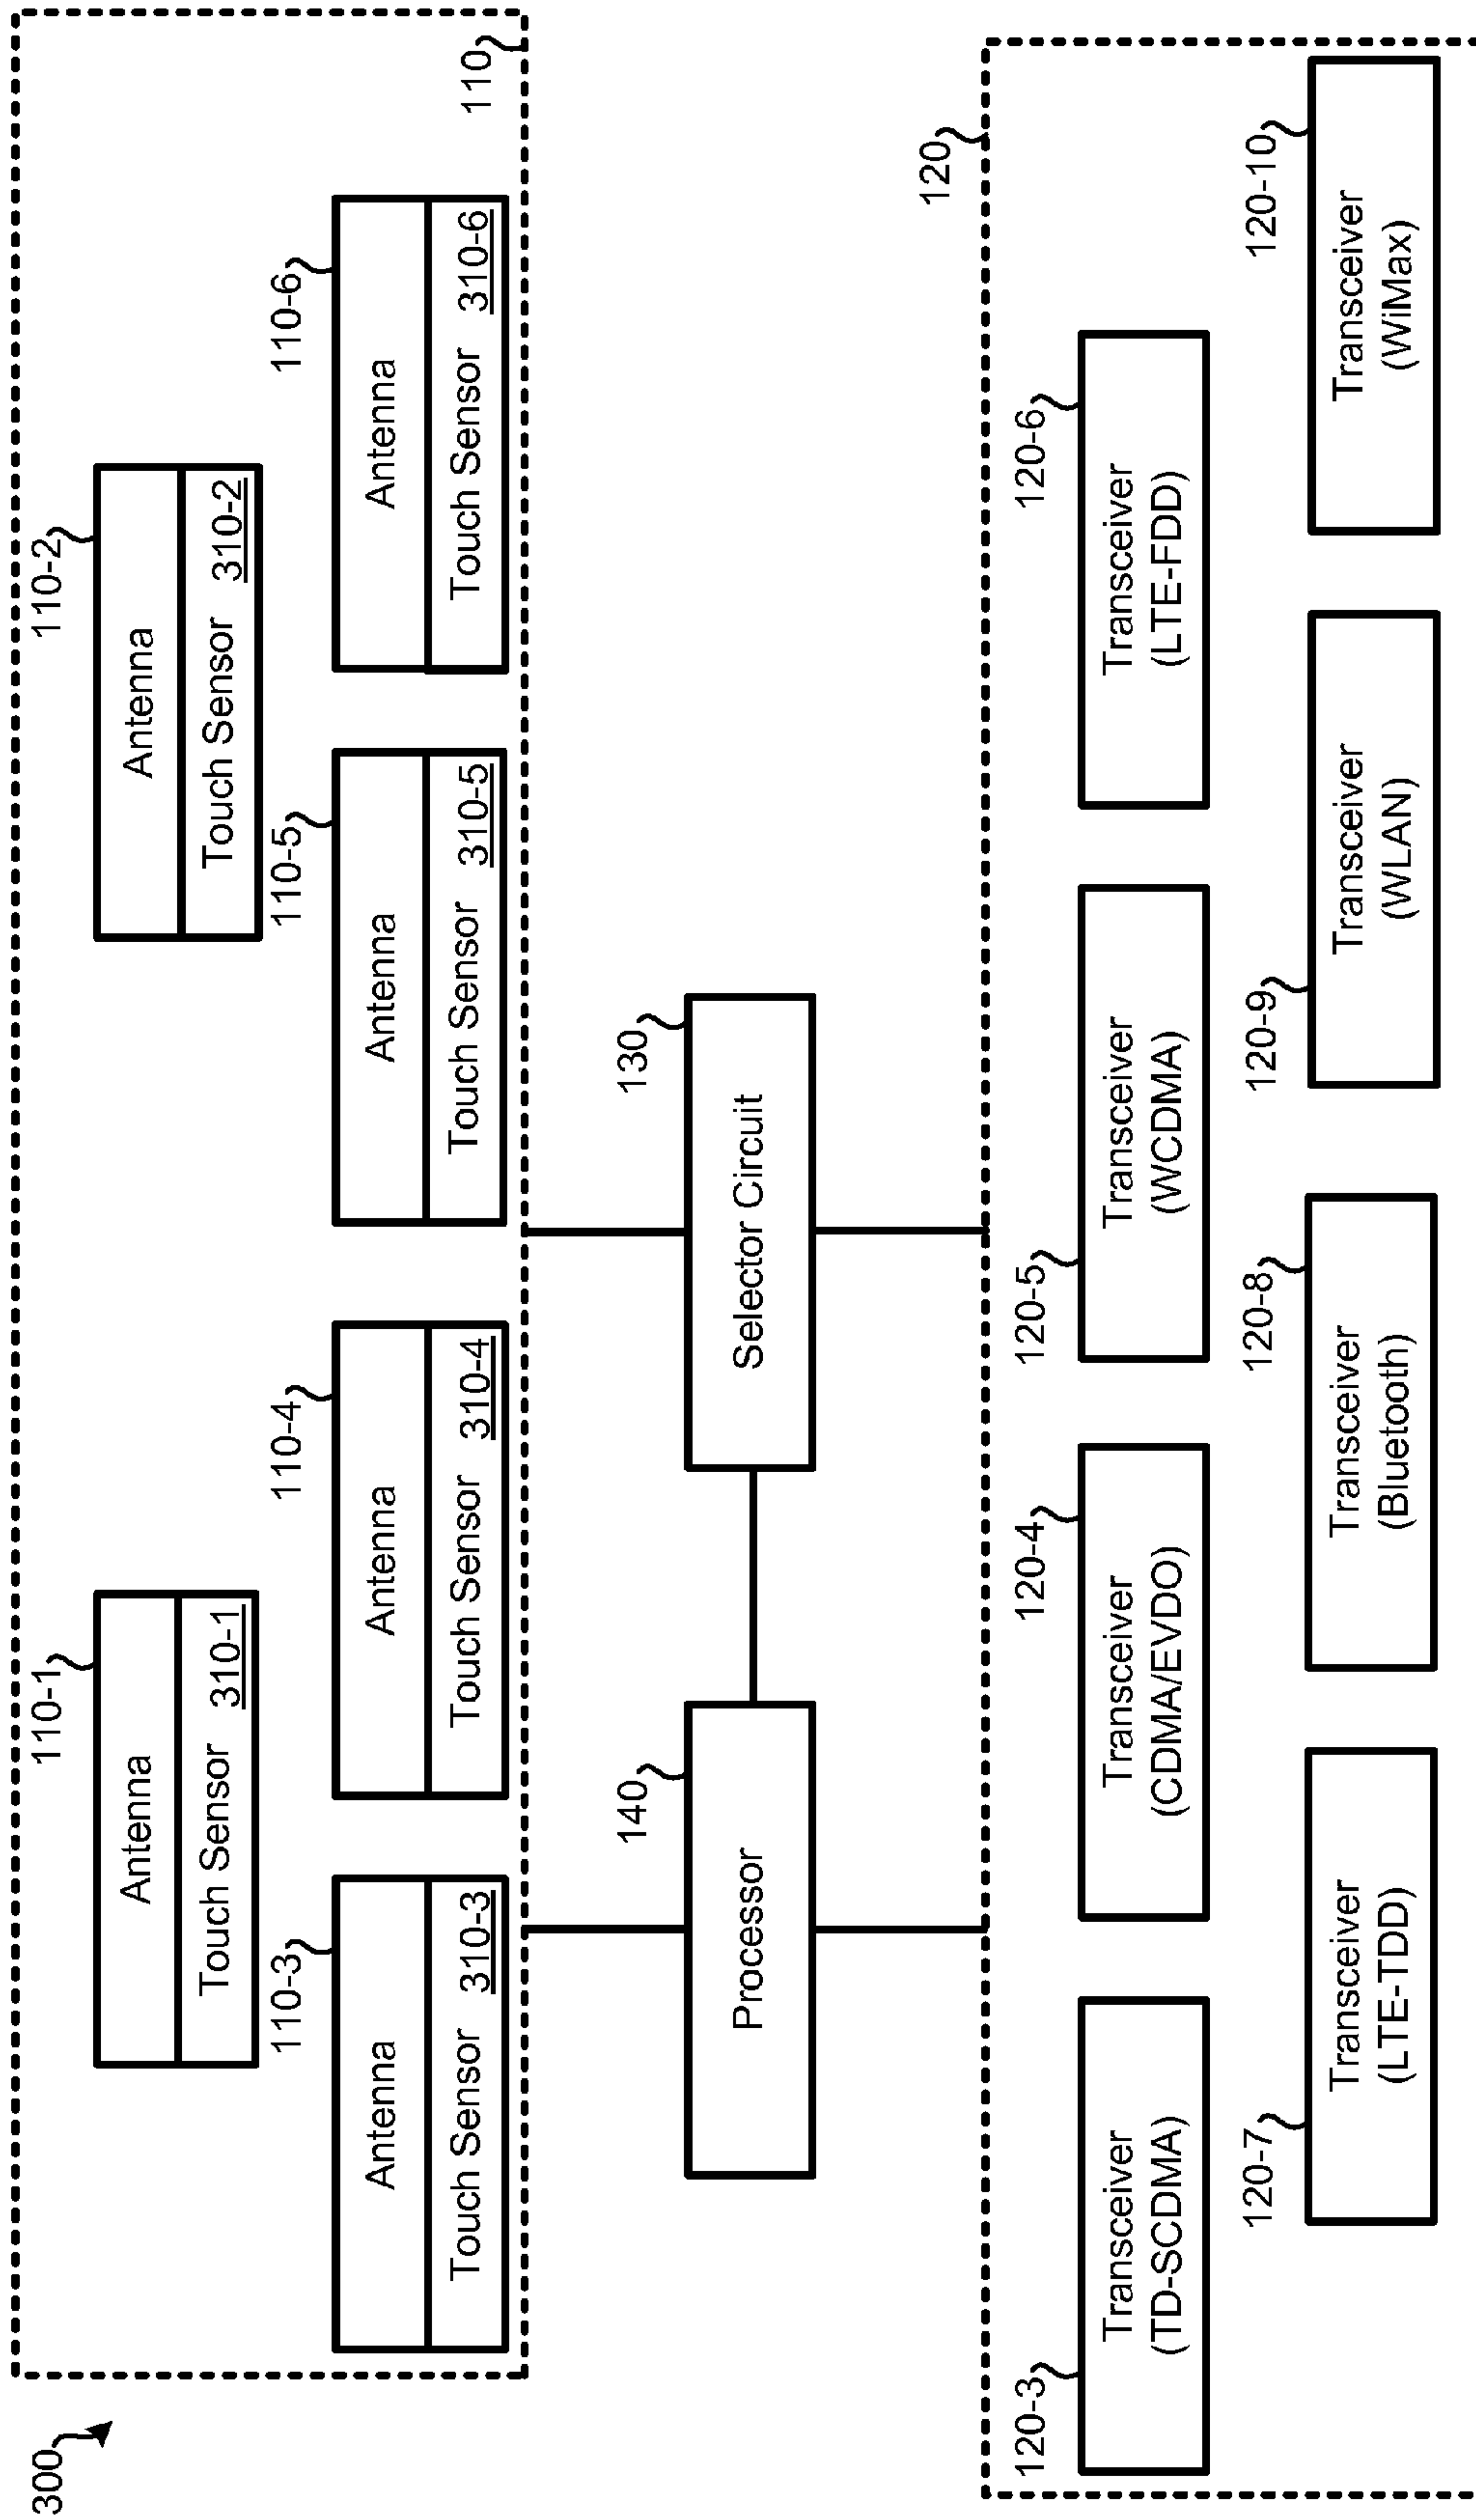 300
110-1
Antenna
Touch Sensor 310-1
110-2
Antenna
Touch Sensor 310-2
110-3
Antenna
Touch Sensor 310-3
110-4
Antenna
Touch Sensor 310-4
110-5
Antenna
Touch Sensor 310-5
110-6
Antenna
Touch Sensor 310-6
110
140
Processor
130
Selector Circuit
120
120-3
Transceiver
(TD-SCDMA)
120-4
Transceiver
(CDMA/EVDO)
120-5
Transceiver
(WCDMA)
120-6
Transceiver
(LTE-FDD)
120-7
Transceiver
(LTE-TDD)
120-8
Transceiver
(Bluetooth)
120-9
Transceiver
(WLAN)
120-10
Transceiver
(WiMax)